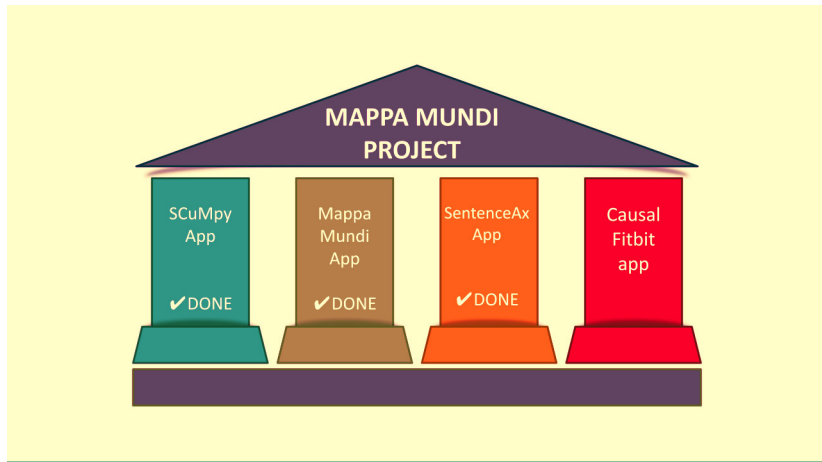 MAPPA MUNDI
PROJECT
SCuMpy
App
✔DONE
Mappa
Mundi
App
✔DONE
SentenceAx
App
✔DONE
Causal
Fitbit
app